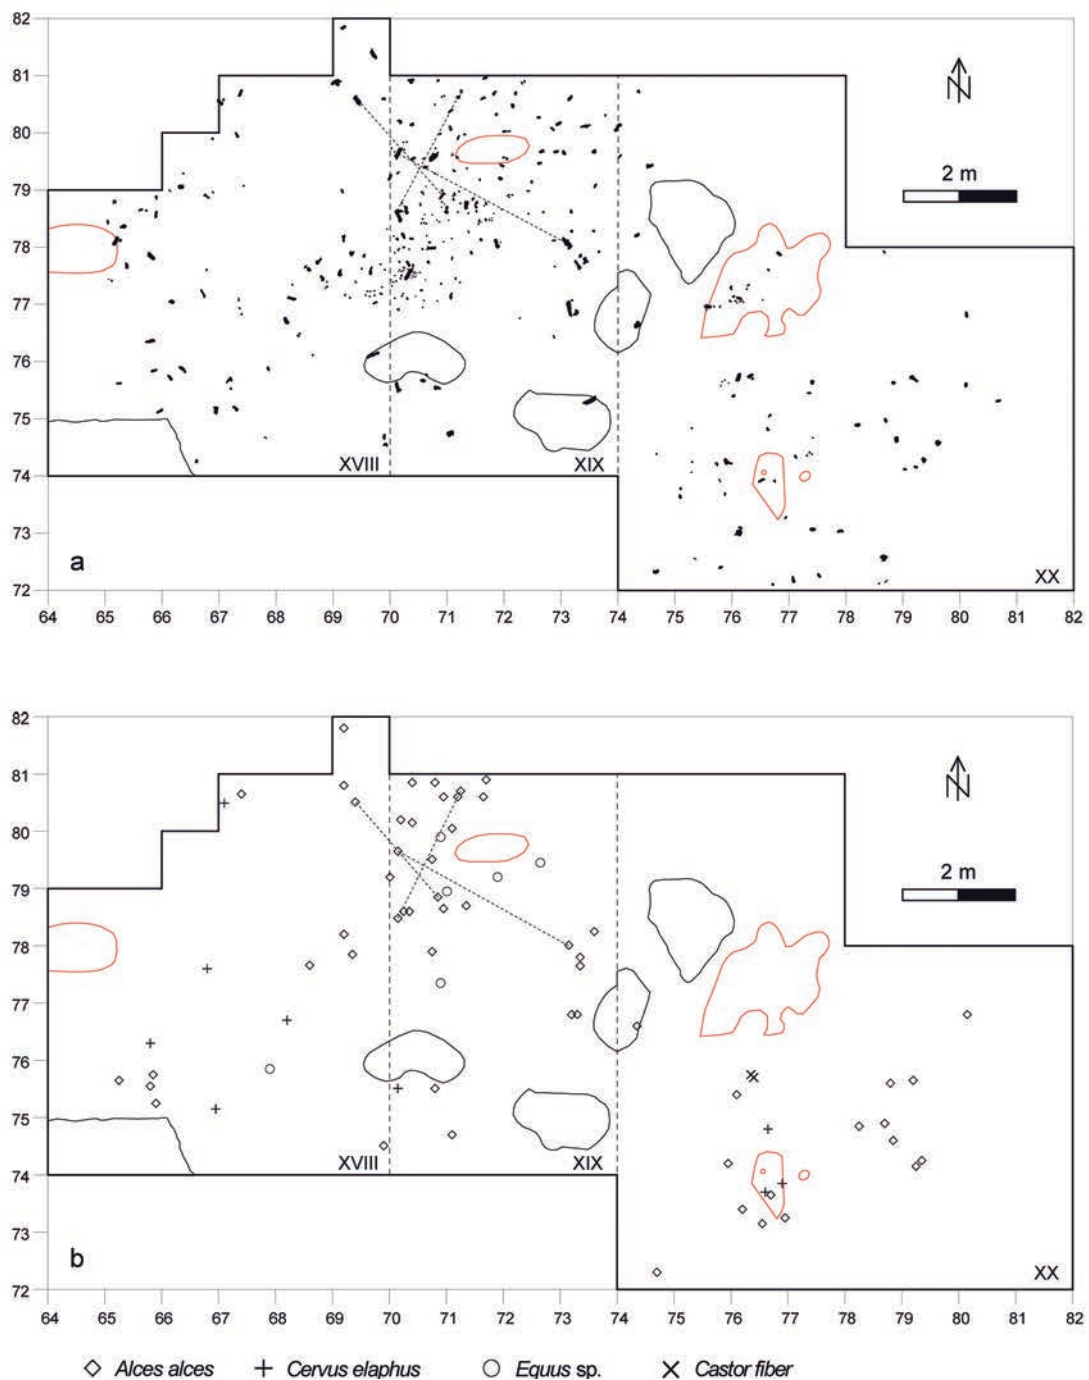 82
81
80
79
78
77
76
75
74
73
72
N
2 m
XVIII
XIX
XX
a
64 65 66 67 68 69 70 71 72 73 74 75 76 77 78 79 80 81 82
82
81
80
79
78
77
76
75
74
73
72
N
2 m
XVIII
XIX
XX
b
64 65 66 67 68 69 70 71 72 73 74 75 76 77 78 79 80 81 82
Alces alces Cervus elaphus Equus sp. Castor fiber